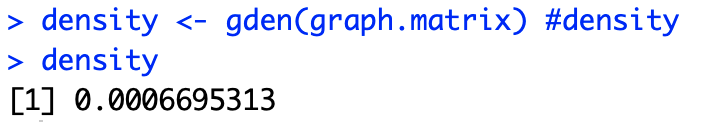 > density <- gden(graph.matrix) #density
> density
[1] 0.0006695313